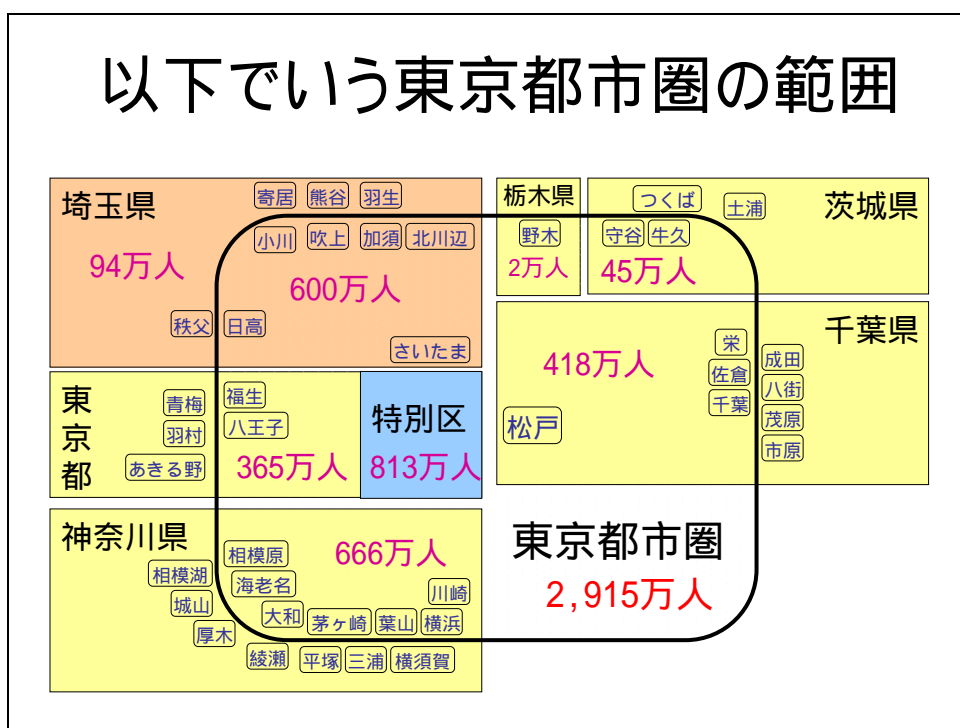 以下でいう東京都市圏の範囲
埼玉県
寄居 熊谷 羽生
小川 吹上 加須 北川辺
94万人
600万人
秩父 日高
さいたま
栃木県
野木
2万人
茨城県
つくば 土浦
守谷 牛久
45万人
千葉県
418万人
栄
佐倉
千葉
成田
八街
茂原
市原
松戸
東京都
青梅
羽村
あきる野
福生
八王子
365万人
特別区
813万人
神奈川県
666万人
相模湖
城山
厚木
相模原
海老名
大和 茅ヶ崎 葉山 横浜
川崎
綾瀬 平塚 三浦 横須賀
東京都市圏
2,915万人